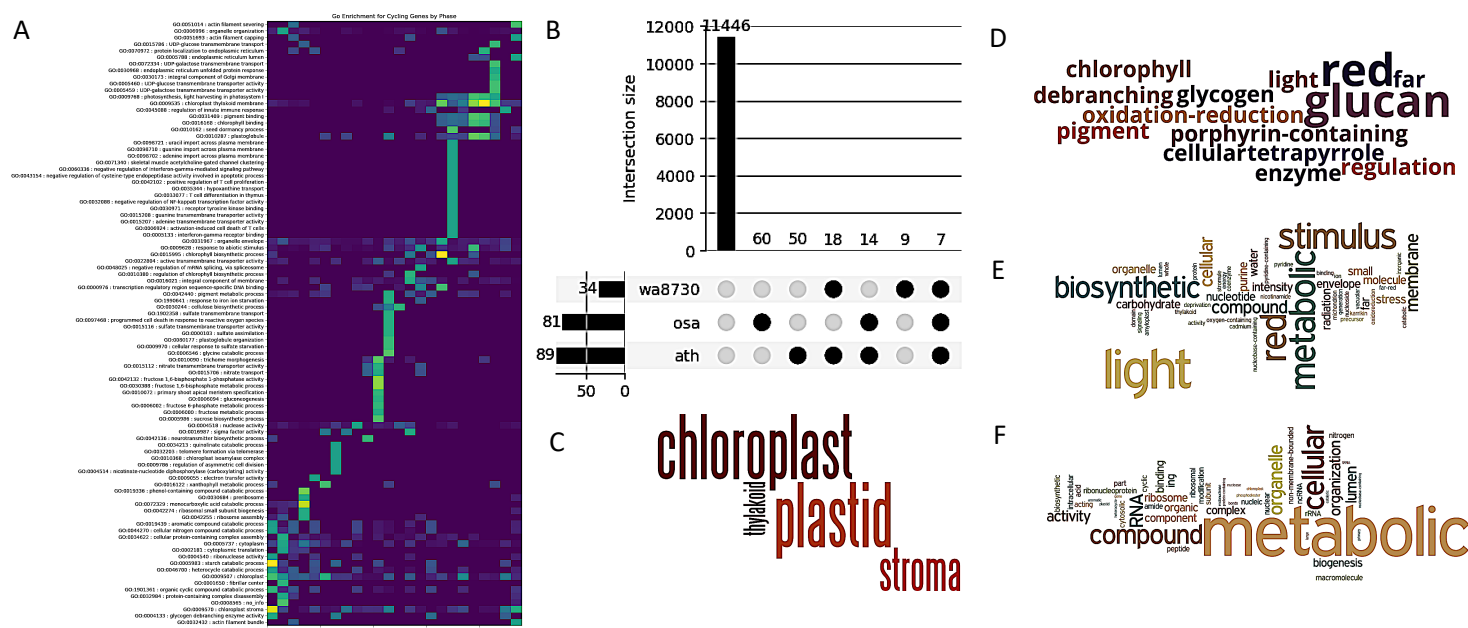 A
Go Enrichment for Cycling Genes by Phase
GO:0051014 : actin filament severing
GO:0006996 : organelle organization
GO:0051693 : actin filament capping
GO:0015786 : UDP-glucose transmembrane transport
GO:0070972 : protein localization to endoplasmic reticulum
GO:0005788 : endoplasmic reticulum lumen
GO:0072334 : UDP-galactose transmembrane transport
GO:0030968 : endoplasmic reticulum unfolded protein response
GO:0030173 : integral component of Golgi membrane
GO:0005460 : UDP-glucose transmembrane transporter activity
GO:0005459 : UDP-galactose transmembrane transporter activity
GO:0009768 : photosynthesis, light harvesting in photosystem I
GO:0009535 : chloroplast thylakoid membrane
GO:0045088 : regulation of innate immune response
GO:0031409 : pigment binding
GO:0016168 : chlorophyll binding
GO:0010162 : seed dormancy process
GO:0010287 : plastoglobule
GO:0098721 : uracil import across plasma membrane
GO:0098710 : guanine import across plasma membrane
GO:0098702 : adenine import across plasma membrane
GO:0071340 : skeletal muscle acetylcholine-gated channel clustering
GO:0060336 : negative regulation of interferon-gamma-mediated signaling pathway
GO:0043154 : negative regulation of cysteine-type endopeptidase activity involved in apoptotic process
GO:0042102 : positive regulation of T cell proliferation
GO:0035344 : hypoxanthine transport
GO:0033077 : T cell differentiation in thymus
GO:0032088 : negative regulation of NF-kappaB transcription factor activity
GO:0030971 : receptor tyrosine kinase binding
GO:0015208 : guanine transmembrane transporter activity
GO:0015207 : adenine transmembrane transporter activity
GO:0006924 : activation-induced cell death of T cells
GO:0005133 : interferon-gamma receptor binding
GO:0031967 : organelle envelope
GO:0009628 : response to abiotic stimulus
GO:0015995 : chlorophyll biosynthetic process
GO:0022804 : active transmembrane transporter activity
GO:0048025 : negative regulation of mRNA splicing, via spliceosome
GO:0010380 : regulation of chlorophyll biosynthetic process
GO:0016021 : integral component of membrane
GO:0000976 : transcription regulatory region sequence-specific DNA binding
GO:0042440 : pigment metabolic process
GO:1990641 : response to iron ion starvation
GO:0030244 : cellulose biosynthetic process
GO:1902358 : sulfate transmembrane transport
GO:0097468 : programmed cell death in response to reactive oxygen species
GO:0015116 : sulfate transmembrane transporter activity
GO:0000103 : sulfate assimilation
GO:0080177 : plastoglobule organization
GO:0009970 : cellular response to sulfate starvation
GO:0006546 : glycine catabolic process
GO:0010090 : trichome morphogenesis
GO:0015112 : nitrate transmembrane transporter activity
GO:0015706 : nitrate transport
GO:0042132 : fructose 1,6-bisphosphate 1-phosphatase activity
GO:0030388 : fructose 1,6-bisphosphate metabolic process
GO:0010072 : primary shoot apical meristem specification
GO:0006094 : gluconeogenesis
GO:0006002 : fructose 6-phosphate metabolic process
GO:0006000 : fructose metabolic process
GO:0005986 : sucrose biosynthetic process
GO:0004518 : nuclease activity
GO:0016987 : sigma factor activity
GO:0042136 : neurotransmitter biosynthetic process
GO:0034213 : quinolinate catabolic process
GO:0032203 : telomere formation via telomerase
GO:0010368 : chloroplast isoamylase complex
GO:0009786 : regulation of asymmetric cell division
GO:0004514 : nicotinate-nucleotide diphosphorylase (carboxylating) activity
GO:0009055 : electron transfer activity
GO:0016122 : xanthophyll metabolic process
GO:0019336 : phenol-containing compound catabolic process
GO:0030684 : preribosome
GO:0072329 : monocarboxylic acid catabolic process
GO:0042274 : ribosomal small subunit biogenesis
GO:0042255 : ribosome assembly
GO:0019439 : aromatic compound catabolic process
GO:0044270 : cellular nitrogen compound catabolic process
GO:0034622 : cellular protein-containing complex assembly
GO:0005737 : cytoplasm
GO:0002181 : cytoplasmic translation
GO:0004540 : ribonuclease activity
GO:0005983 : starch catabolic process
GO:0046700 : heterocycle catabolic process
GO:0009507 : chloroplast
GO:0001650 : fibrillar center
GO:1901361 : organic cyclic compound catabolic process
GO:0032984 : protein-containing complex disassembly
GO:0008565 : no_info
GO:0009570 : chloroplast stroma
GO:0004133 : glycogen debranching enzyme activity
GO:0032432 : actin filament bundle
B
Intersection size
12000
10000
8000
6000
4000
2000
0
11446
60
50
18
14
9
7
34
wa8730
81
osa
89
ath
50
0
C
chloroplast
thylakoid
plastid
stroma
D
chlorophyll
light
red
far
debranching
glycogen
glucan
oxidation-reduction
pigment
porphyrin-containing
cellular
tetrapyrrole
enzyme
regulation
E
stimulus
organelle
cellular
purine
water
membrane
biosynthetic
metabolic
small
molecule
envelope
intensity
nucleotide
carbohydrate
compound
stress
radiation
far
red
light
activity
thylakoid
precursor
F
cellular
nitrogen
organelle
organization
lumen
biosynthetic
intracellular
acid
part
ribonucleoprotein
cyclic
binding
ing
ribosomal
modification
subunit
non-membrane-bounded
ncRNA
nuclear
nucleic
acting
activity
cytosolic
RNA
ribosome
amide
organic
component
complex
rRNA
compound
peptide
metabolic
biogenesis
macromolecule